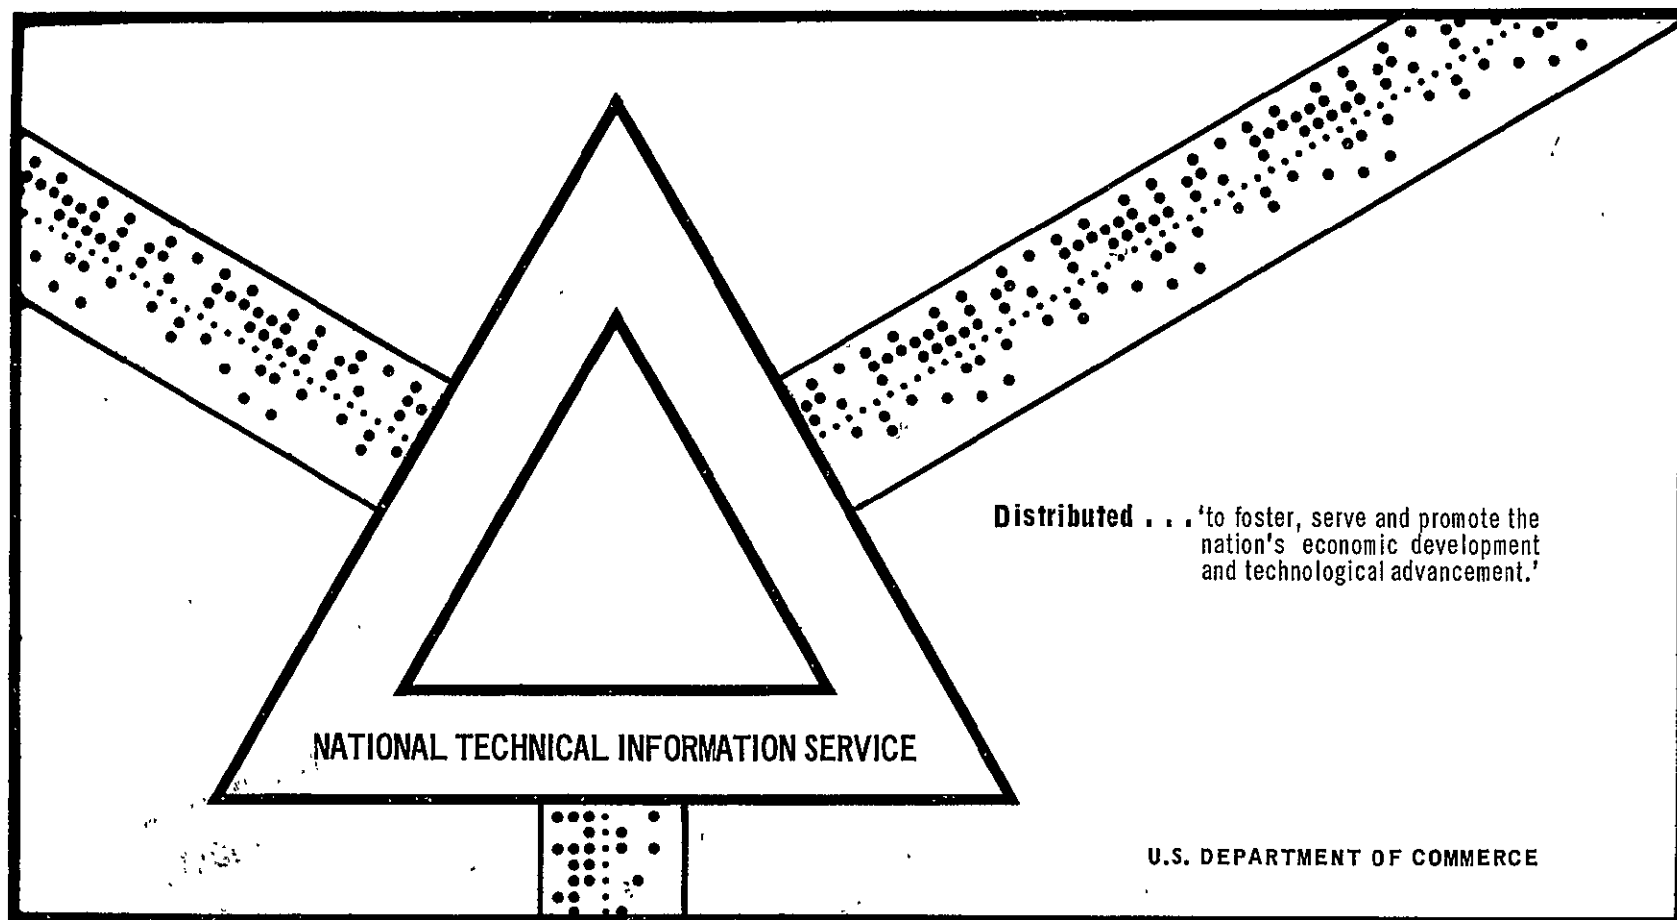 Distributed . . . 'to foster, serve and promote the
nation's economic development
and technological advancement.'
NATIONAL TECHNICAL INFORMATION SERVICE
U.S. DEPARTMENT OF COMMERCE